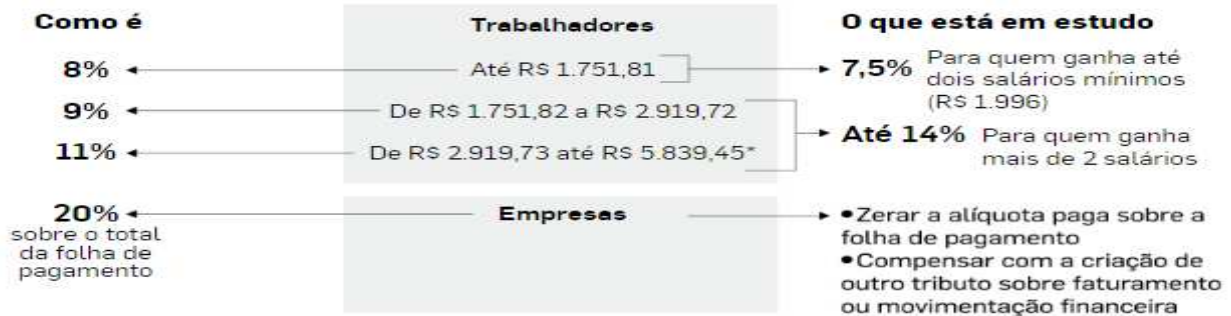 Como é
Trabalhadores
O que está em estudo
8%
Até R$ 1.751,81
7,5% Para quem ganha até
dois salários mínimos
(R$ 1.996)
9%
De R$ 1.751,82 a R$ 2.919,72
11%
De R$ 2.919,73 até R$ 5.839,45*
Até 14% Para quem ganha
mais de 2 salários
20%
sobre o total
da folha de
pagamento
Empresas
•Zerar a alíquota paga sobre a
folha de pagamento
•Compensar com a criação de
outro tributo sobre faturamento
ou movimentação financeira